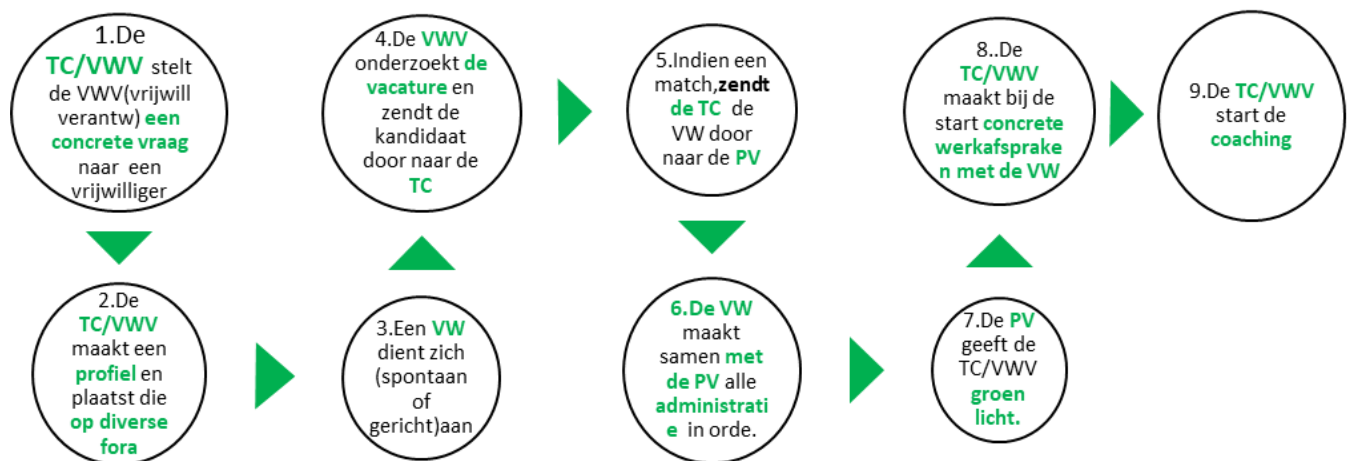 1.De
TC/VWV stelt
de VWV(vrijwill
verantw) een
concrete vraag
naar een
vrijwilliger
2.De
TC/VWV
maakt een
profiel en
plaatst die
op diverse
fora
3.Een VW
dient zich
(spontaan
of
gericht)aan
4.De VWV
onderzoekt de
vacature en
zendt de
kandidaat
door naar de
TC
5.Indien een
match,zendt
de TC de
VW door
naar de PV
6.De VW
maakt
samen met
de PV alle
administrati
e in orde.
7.De PV
geeft de
TC/VWV
groen
licht.
8..De
TC/VWV
maakt bij de
start concrete
werkafsprake
n met de VW
9.De TC/VWV
start de
coaching